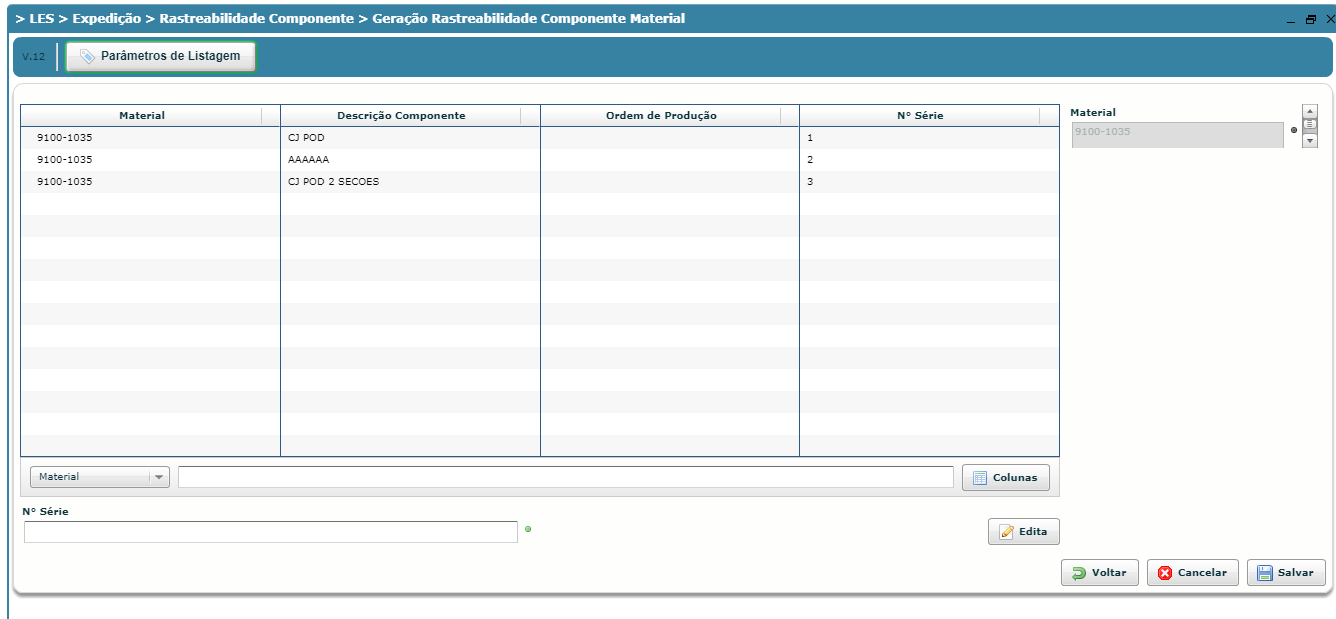 > LES > Expedição > Rastreabilidade Componente > Geração Rastreabilidade Componente Material
V.12 Parâmetros de Listagem
Material Descrição Componente Ordem de Produção N° Série
9100-1035 CJ POD 1
9100-1035 AAAAAA 2
9100-1035 CJ POD 2 SECOES 3
Material
9100-1035
Material Colunas
N° Série
Edita
Voltar Cancelar Salvar